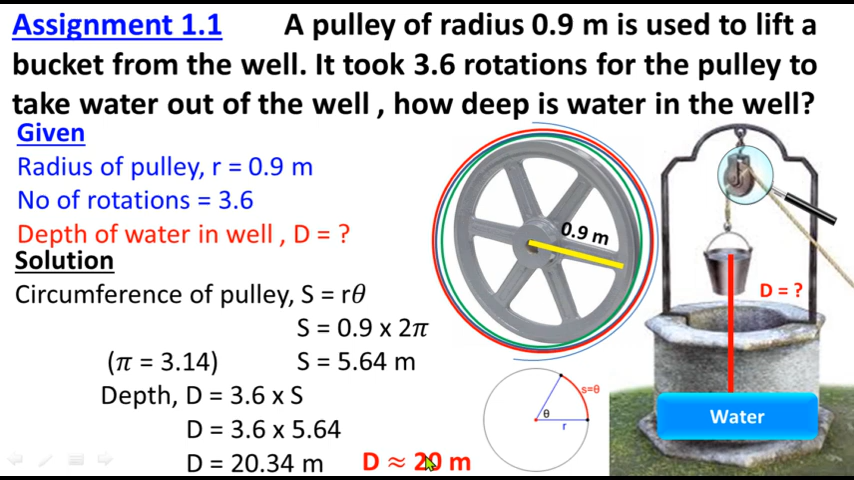 Assignment 1.1 A pulley of radius 0.9 m is used to lift a
bucket from the well. It took 3.6 rotations for the pulley to
take water out of the well , how deep is water in the well?
Given
Radius of pulley, r = 0.9 m
No of rotations = 3.6
Depth of water in well , D = ?
Solution
Circumference of pulley, S = rθ
S = 0.9 x 2π
(π = 3.14) S = 5.64 m
Depth, D = 3.6 x S
D = 3.6 x 5.64
D = 20.34 m D ≈ 20 m
0.9 m
s=θ
θ
r
D = ?
Water